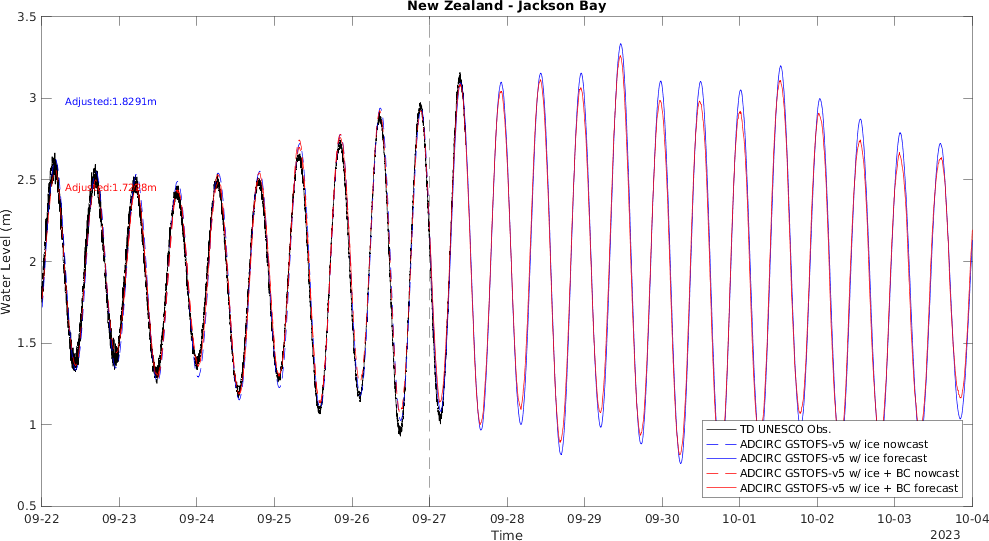 New Zealand - Jackson Bay
3.5
3
2.5
2
1.5
1
0.5
Water Level (m)
Adjusted:1.8291m
TD UNESCO Obs.
ADCIRC GSTOFS-v5 w/ ice nowcast
ADCIRC GSTOFS-v5 w/ ice forecast
ADCIRC GSTOFS-v5 w/ ice + BC nowcast
ADCIRC GSTOFS-v5 w/ ice + BC forecast
09-22 09-23 09-24 09-25 09-26 09-27 09-28 09-29 09-30 10-01 10-02 10-03 10-04
Time
2023